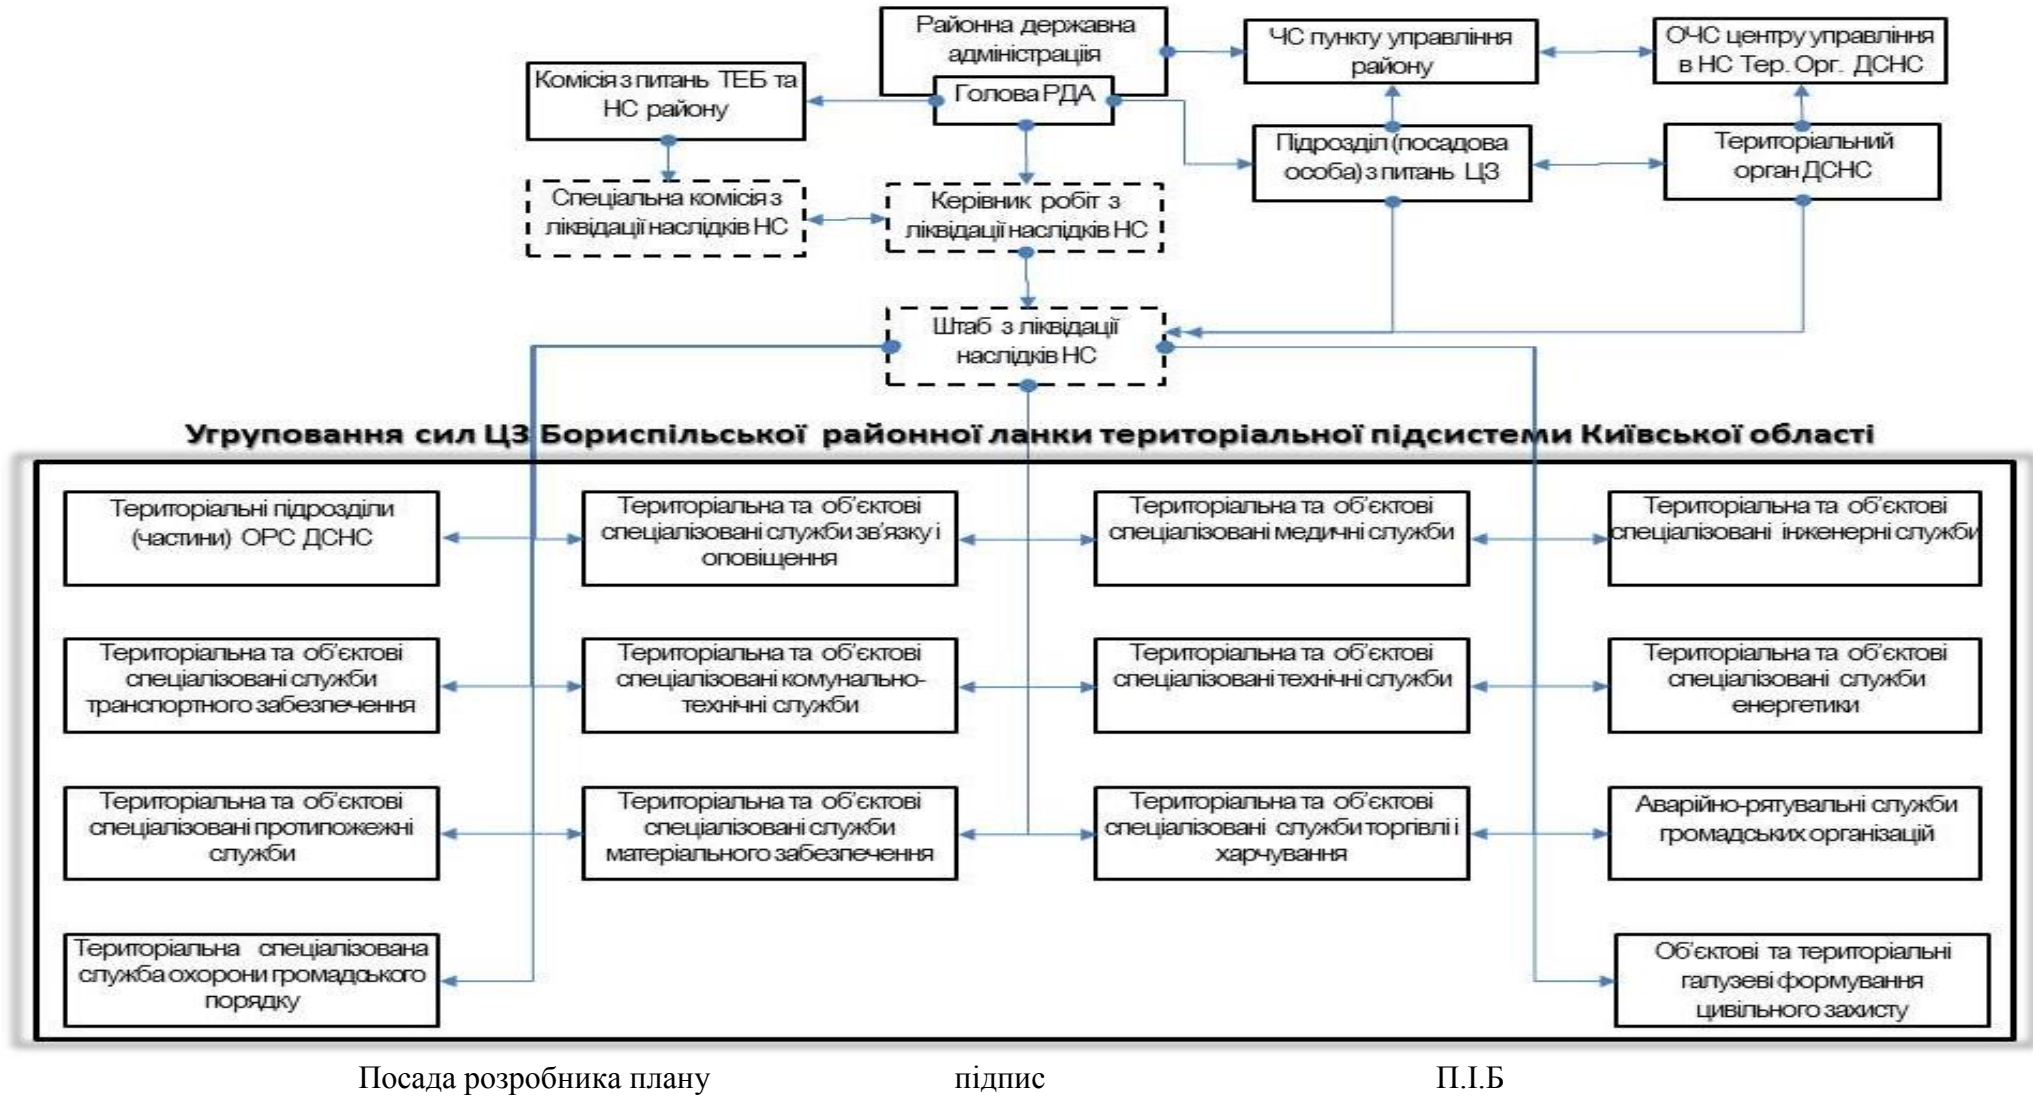 Районна державна
адміністрація
Голова РДА
ЧС пункту управління
району
ОЧС центру управління
в НС Тер. Орг. ДСНС
Комісія з питань ТЕБ та
НС району
Підрозділ (посадова
особа) з питань ЦЗ
Територіальний
орган ДСНС
Спеціальна комісія з
ліквідації наслідків НС
Керівник робіт з
ліквідації наслідків НС
Штаб з ліквідації
наслідків НС
Угруповання сил ЦЗ Бориспільської районної ланки територіальної підсистеми Київської області
Територіальні підрозділи
(частини) ОРС ДСНС
Територіальна та об'єктові
спеціалізовані служби зв'язку і
оповіщення
Територіальна та об'єктові
спеціалізовані медичні служби
Територіальна та об'єктові
спеціалізовані інженерні служби
Територіальна та об'єктові
спеціалізовані служби
транспортного забезпечення
Територіальна та об'єктові
спеціалізовані комунально-
технічні служби
Територіальна та об'єктові
спеціалізовані технічні служби
Територіальна та об'єктові
спеціалізовані служби
енергетики
Територіальна та об'єктові
спеціалізовані протипожежні
служби
Територіальна та об'єктові
спеціалізовані служби
матеріального забезпечення
Територіальна та об'єктові
спеціалізовані служби торгівлі і
харчування
Аварійно-рятувальні служби
громадських організацій
Територіальна спеціалізована
служба охорони громадського
порядку
Об'єктові та територіальні
галузеві формування
цивільного захисту
Посада розробника плану підпис П.І.Б